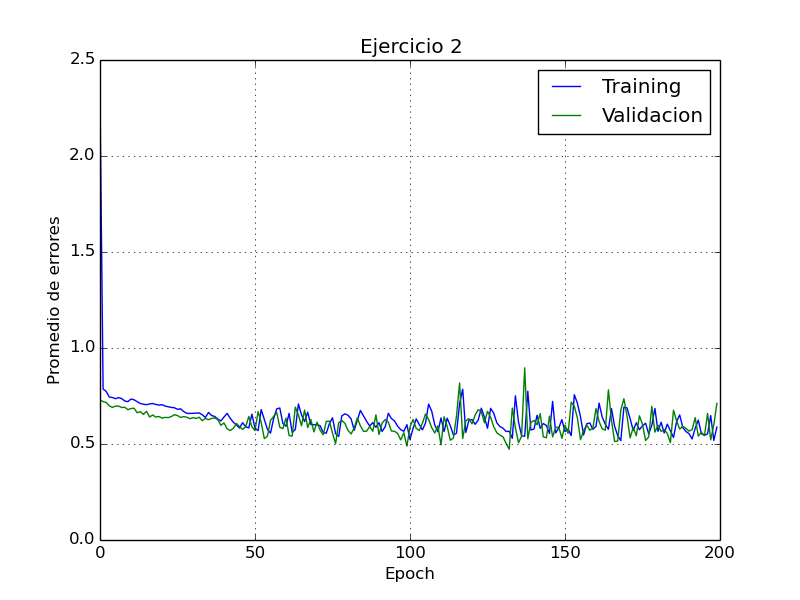 Ejercicio 2
2.5
2.0
1.5
1.0
0.5
0.0
Promedio de errores
Training
Validacion
0 50 100 150 200
Epoch